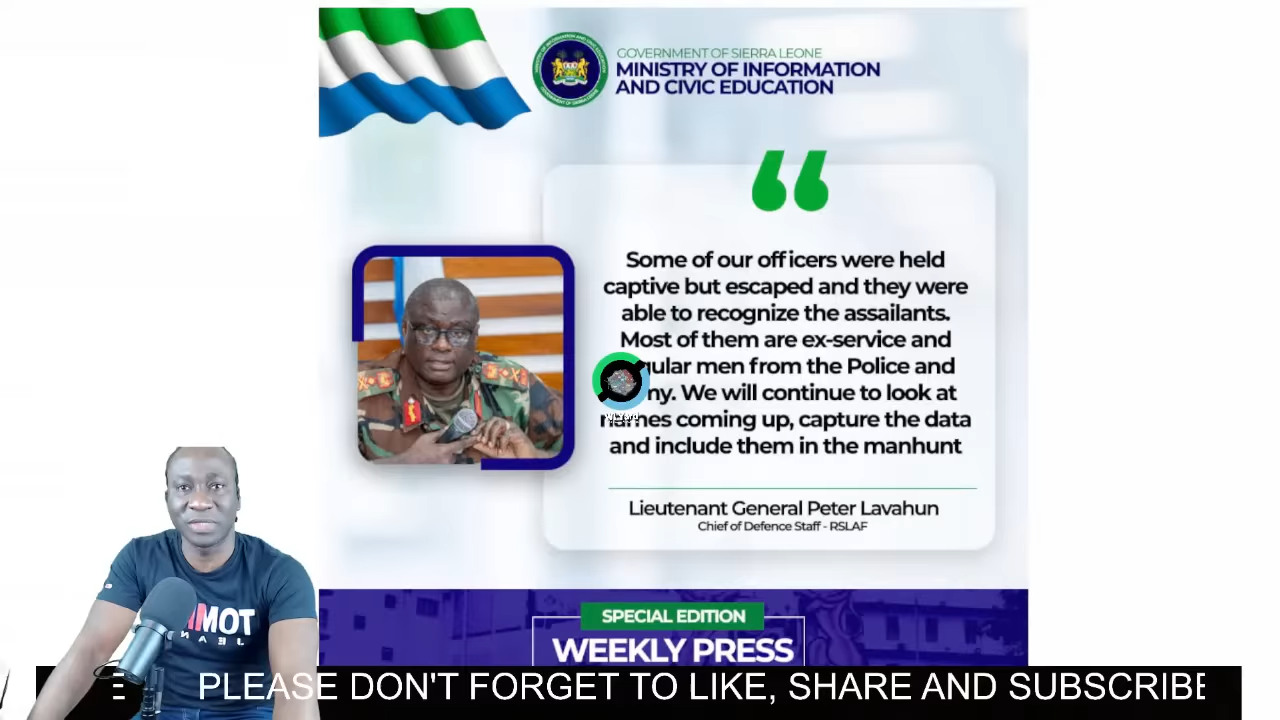 GOVERNMENT OF SIERRA LEONE
MINISTRY OF INFORMATION
AND CIVIC EDUCATION
Some of our officers were held
captive but escaped and they were
able to recognize the assailants.
Most of them are ex-service and
men from the Police and
We will continue to look at
coming up, capture the data
and include them in the manhunt
Lieutenant General Peter Lavahun
Chief of Defence Staff - RSLAF
SPECIAL EDITION
WEEKLY PRESS
PLEASE DON'T FORGET TO LIKE, SHARE AND SUBSCRIBE